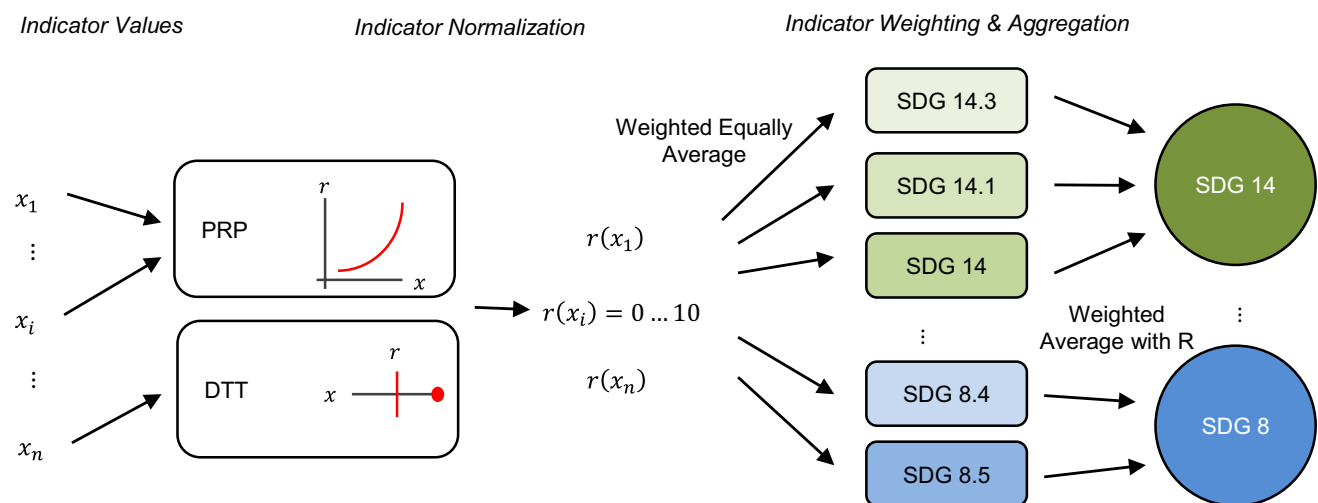 Indicator Values
Indicator Normalization
Indicator Weighting & Aggregation
x₁
⋮
xᵢ
⋮
xₙ
PRP
r
x
DTT
r
x
r(x₁)
r(xᵢ) = 0 … 10
r(xₙ)
Weighted Equally
Average
SDG 14.3
SDG 14.1
SDG 14
⋮
SDG 8.4
SDG 8.5
Weighted
Average with R
SDG 14
⋮
SDG 8